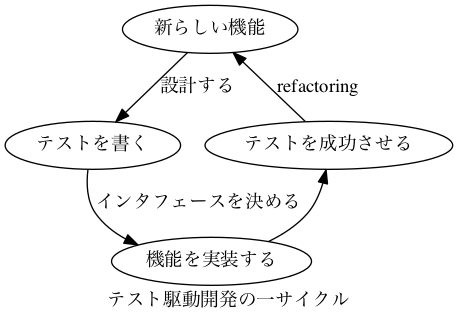 新らしい機能
設計する
refactoring
テストを書く
テストを成功させる
インタフェースを決める
機能を実装する
テスト駆動開発の一サイクル